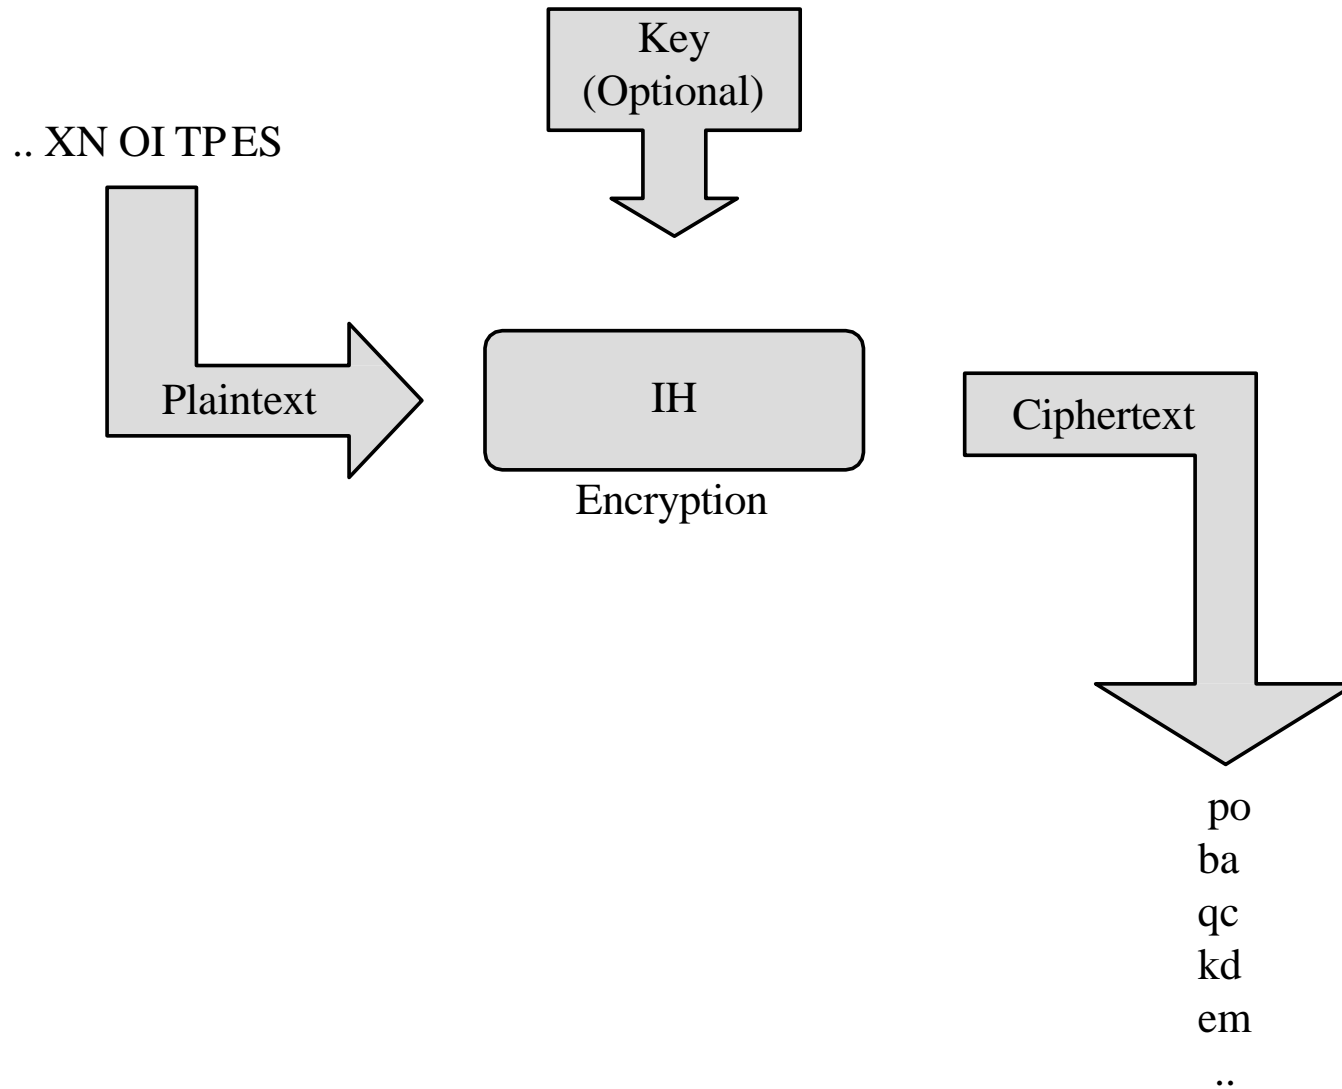 Key
(Optional)
.. XN OI TPES
Plaintext
IH
Ciphertext
Encryption
po
ba
qc
kd
em
..